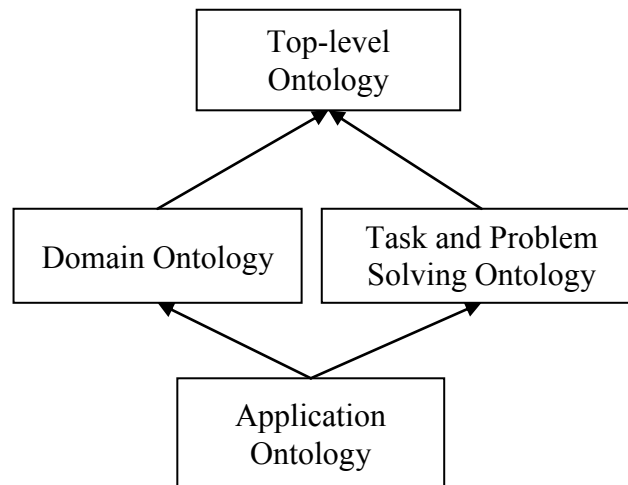 Top-level
Ontology
Domain Ontology
Task and Problem
Solving Ontology
Application
Ontology